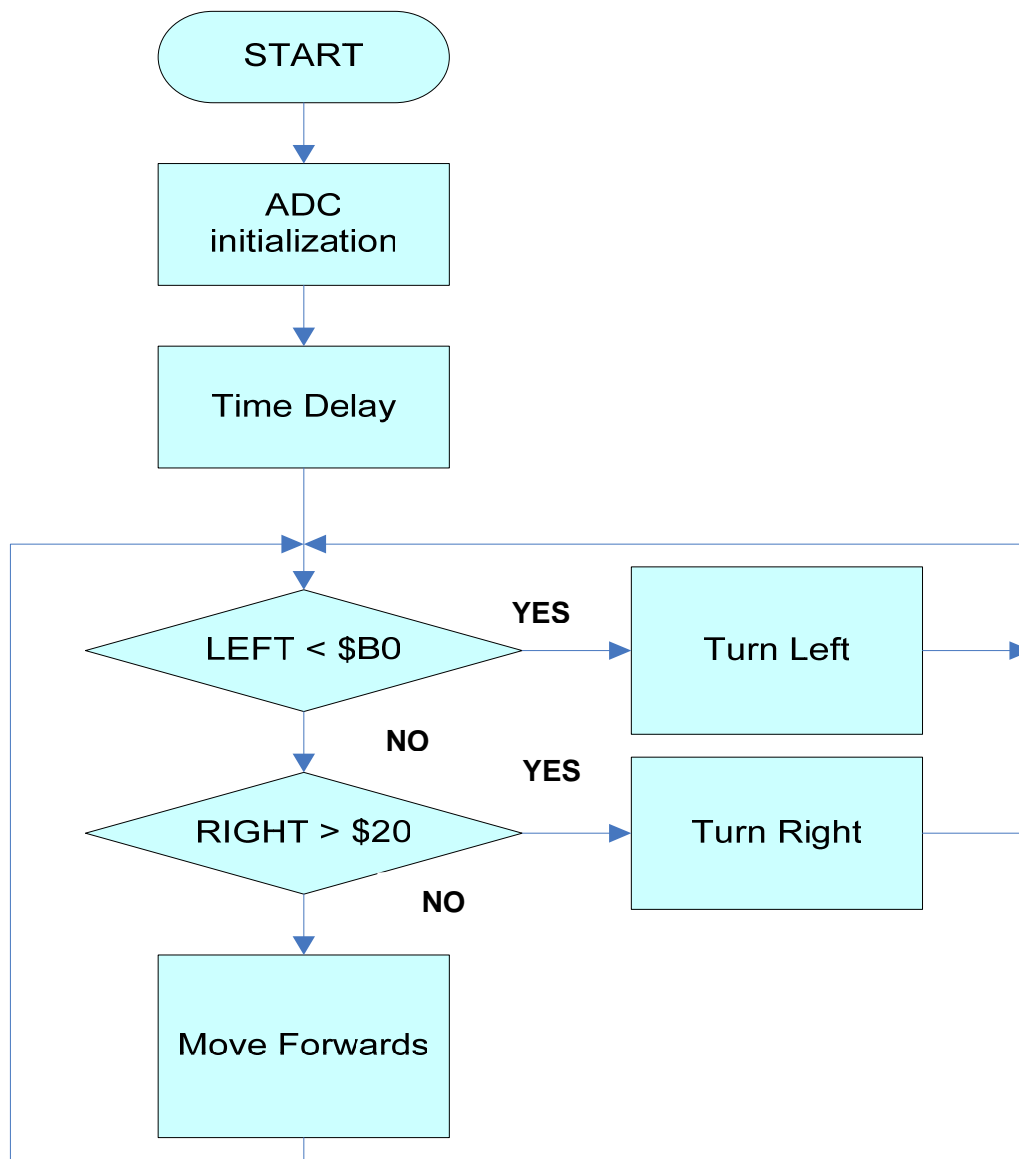 START
ADC
initialization
Time Delay
LEFT < $B0
YES
Turn Left
NO
YES
RIGHT > $20
Turn Right
NO
Move Forwards